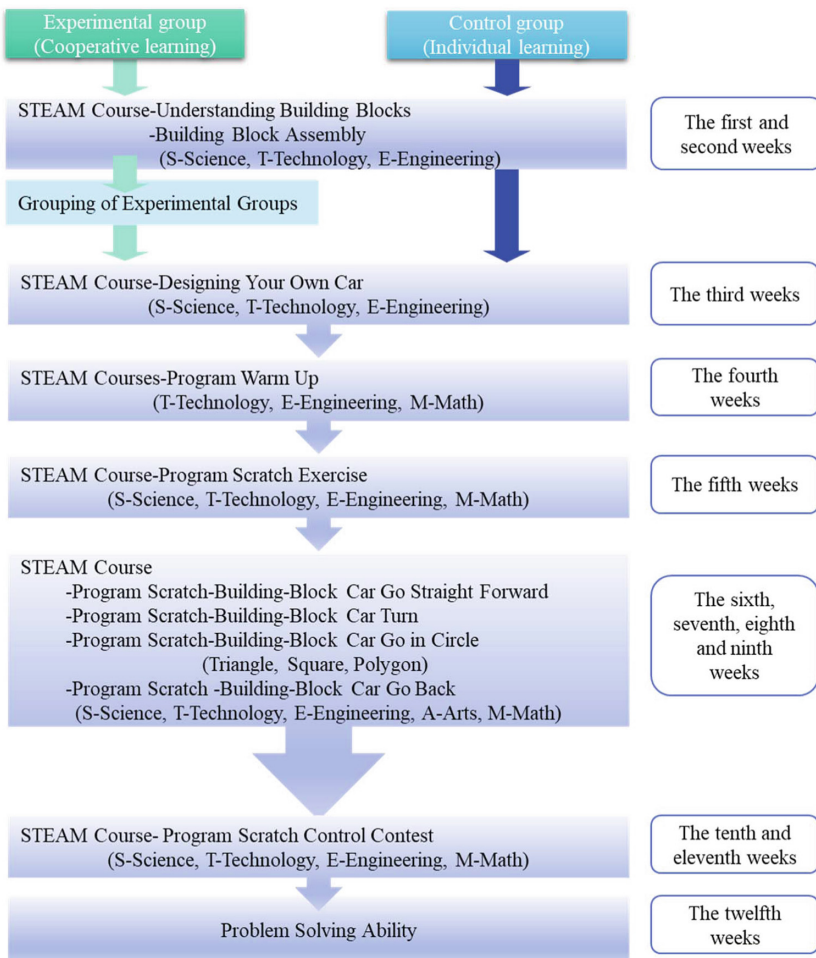 Experimental group
(Cooperative learning)
Control group
(Individual learning)
STEAM Course-Understanding Building Blocks
-Building Block Assembly
(S-Science, T-Technology, E-Engineering)
The first and
second weeks
Grouping of Experimental Groups
STEAM Course-Designing Your Own Car
(S-Science, T-Technology, E-Engineering)
The third weeks
STEAM Courses-Program Warm Up
(T-Technology, E-Engineering, M-Math)
The fourth
weeks
STEAM Course-Program Scratch Exercise
(S-Science, T-Technology, E-Engineering, M-Math)
The fifth weeks
STEAM Course
-Program Scratch-Building-Block Car Go Straight Forward
-Program Scratch-Building-Block Car Turn
-Program Scratch-Building-Block Car Go in Circle
(Triangle, Square, Polygon)
-Program Scratch -Building-Block Car Go Back
(S-Science, T-Technology, E-Engineering, A-Arts, M-Math)
The sixth,
seventh, eighth
and ninth
weeks
STEAM Course- Program Scratch Control Contest
(S-Science, T-Technology, E-Engineering, M-Math)
The tenth and
eleventh weeks
Problem Solving Ability
The twelfth
weeks